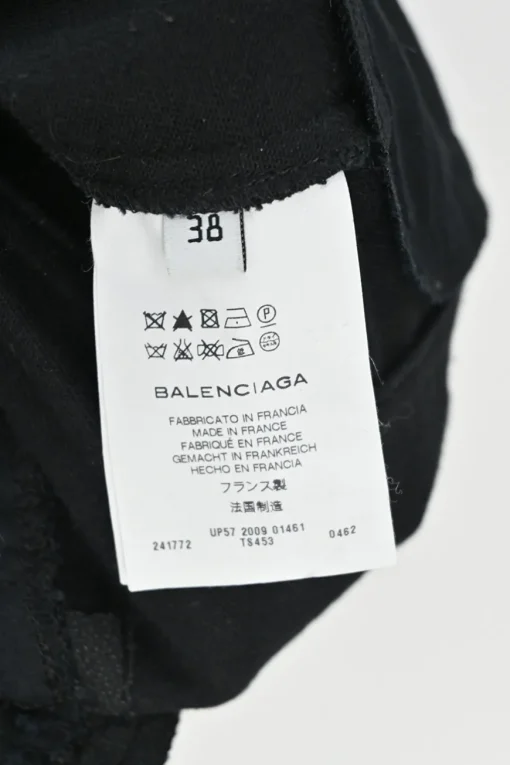 38
P
BALENCIAGA
FABBRICATO IN FRANCIA
MADE IN FRANCE
FABRIQUÉ EN FRANCE
GEMACHT IN FRANKREICH
HECHO EN FRANCIA
フランス製
法国制造
241772 UP57 2009 01461 0462
TS453